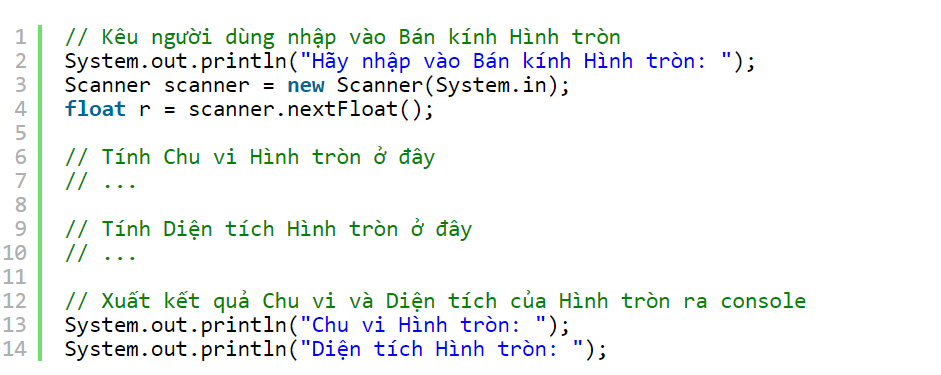 1 // Kêu người dùng nhập vào Bán kính Hình tròn
2 System.out.println("Hãy nhập vào Bán kính Hình tròn: ");
3 Scanner scanner = new Scanner(System.in);
4 float r = scanner.nextFloat();
5
6 // Tính Chu vi Hình tròn ở đây
7 // ...
8
9 // Tính Diện tích Hình tròn ở đây
10 // ...
11
12 // Xuất kết quả Chu vi và Diện tích của Hình tròn ra console
13 System.out.println("Chu vi Hình tròn: ");
14 System.out.println("Diện tích Hình tròn: ");